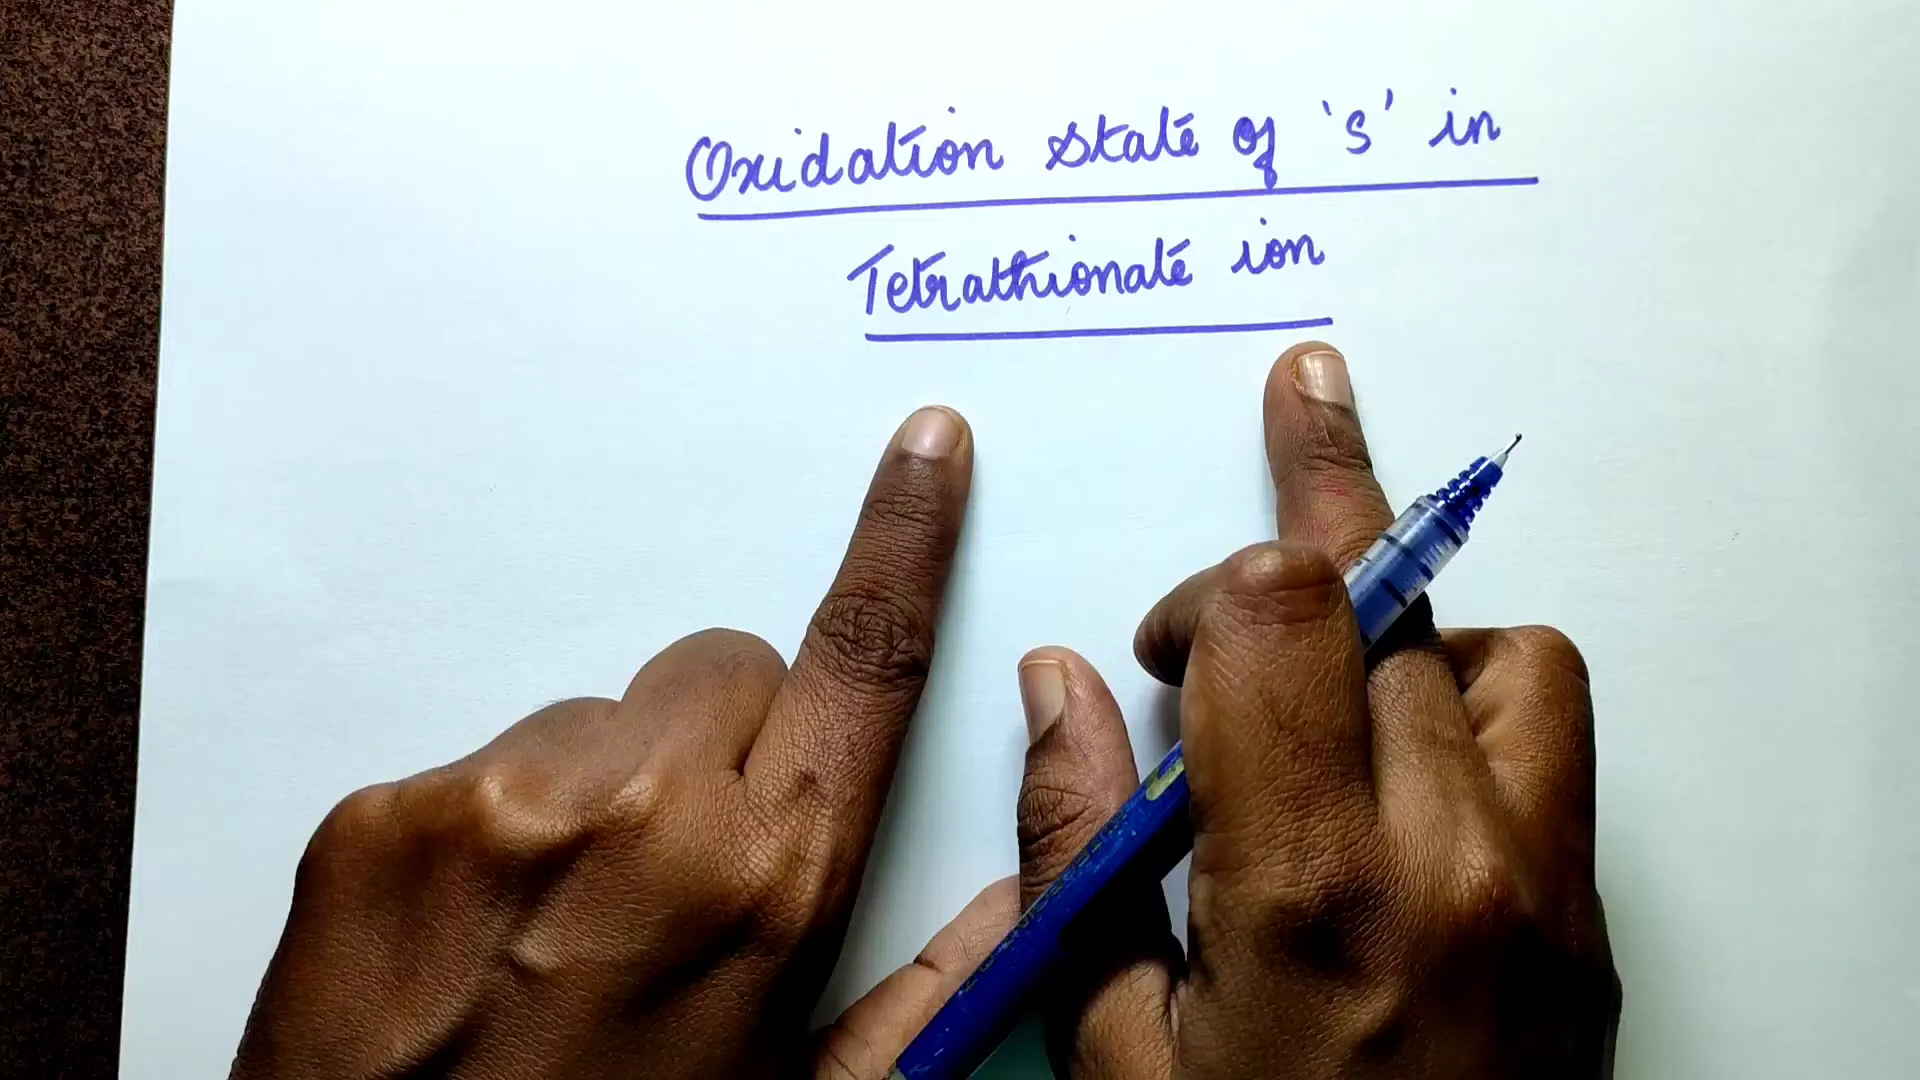 Oxidation state of 's' in
Tetrathionate ion